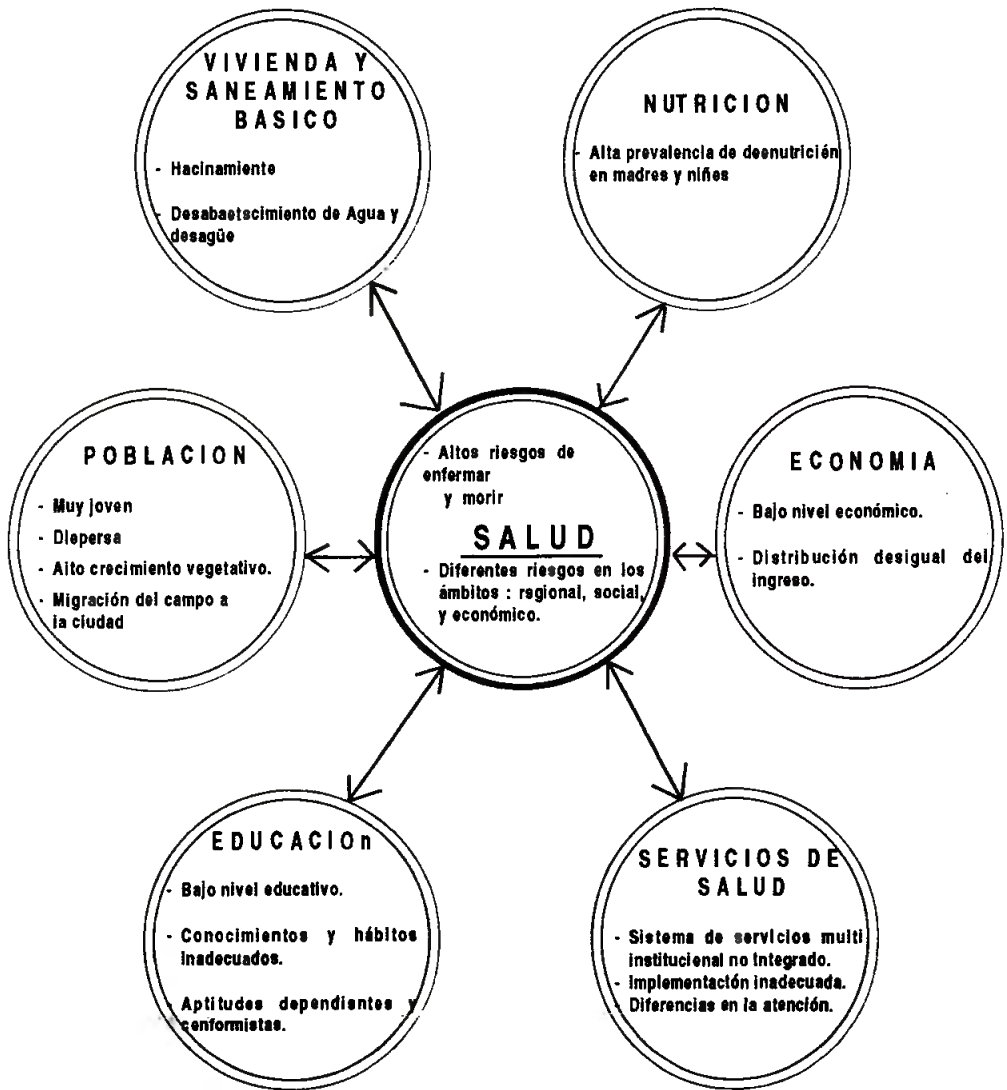 VIVIENDA Y
SANEAMIENTO
BASICO
- Hacinamiente
- Desabaetscimiento de Agua y
desagüe
NUTRICION
- Alta prevalencia de deenutrición
en madres y niñes
POBLACION
- Muy joven
- Diepersa
- Alto crecimiento vegetativo.
- Migración del campo a
la ciudad
- Altos riesgos de
enfermar
y morir
SALUD
- Diferentes riesgos en los
ámbitos : regional, social,
y económico.
ECONOMIA
- Bajo nivel económico.
- Distribución desigual del
ingreso.
EDUCACIOn
- Bajo nivel educativo.
- Conocimientos y hábitos
inadecuados.
- Aptitudes dependientes y
cenformistas.
SERVICIOS DE
SALUD
- Sistema de servicios multi
institucional no integrado.
- Implementación inadecuada.
- Diferencias en la atención.